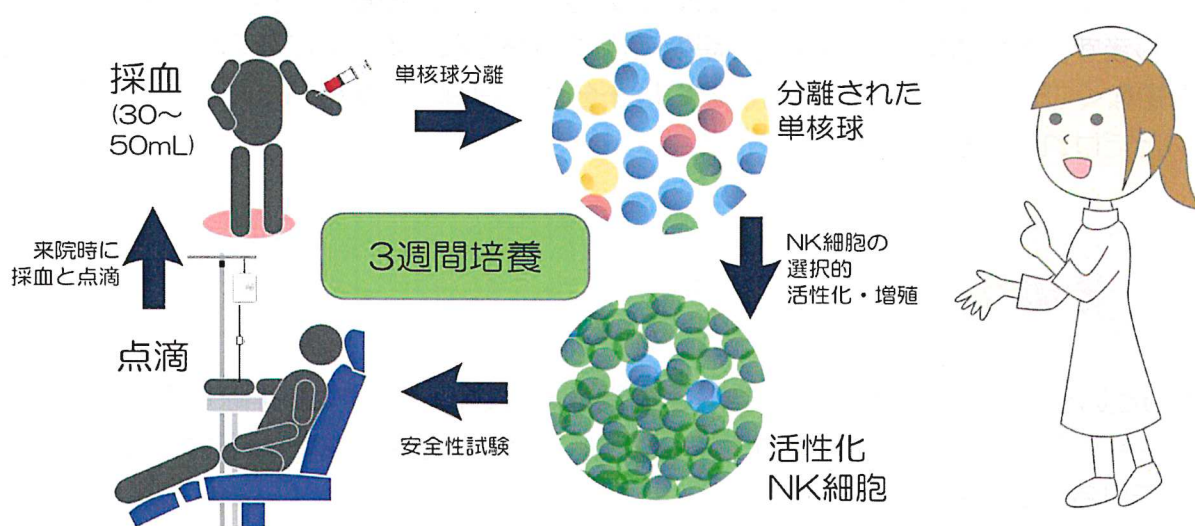 採血
(30～
50mL)
単核球分離
分離された
単核球
3週間培養
NK細胞の
選択的
活性化・増殖
活性化
NK細胞
安全性試験
点滴
来院時に
採血と点滴